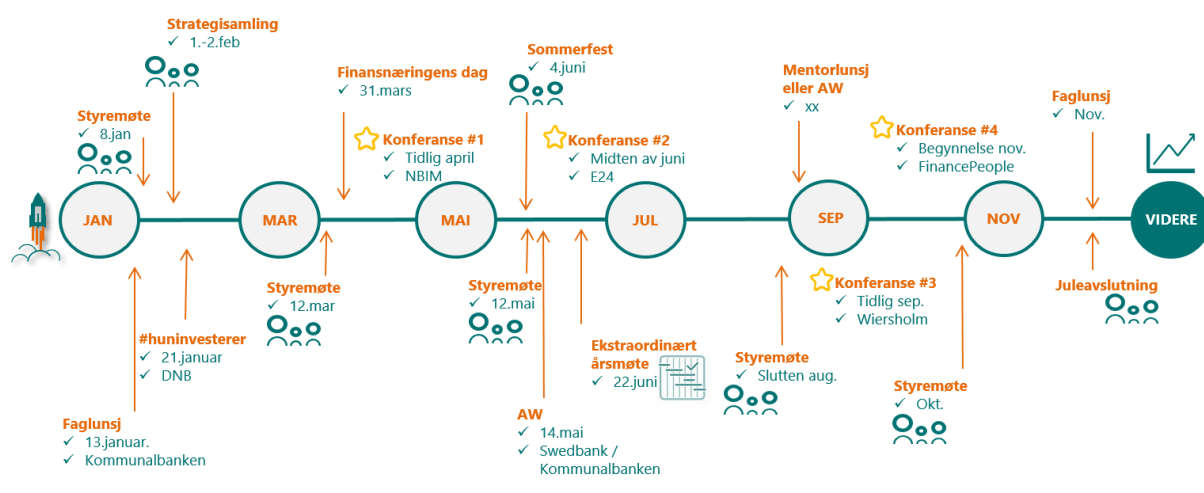 Strategisamling
1.-2.feb
Styremøte
8.jan
Finansnæringens dag
31.mars
Konferanse #1
Tidlig april
NBIM
Sommerfest
4.juni
Konferanse #2
Midten av juni
E24
Mentorlunsj
eller AW
xx
Konferanse #4
Begynnelse nov.
FinancePeople
Faglunsj
Nov.
JAN
MAR
MAI
JUL
SEP
NOV
VIDERE
Faglunsj
13.januar.
Kommunalbanken
#huninvesterer
21.januar
DNB
Styremøte
12.mar
Styremøte
12.mai
AW
14.mai
Swedbank /
Kommunalbanken
Ekstraordinært
årsmøte
22.juni
Styremøte
Slutten aug.
Konferanse #3
Tidlig sep.
Wiersholm
Styremøte
Okt.
Juleavslutning